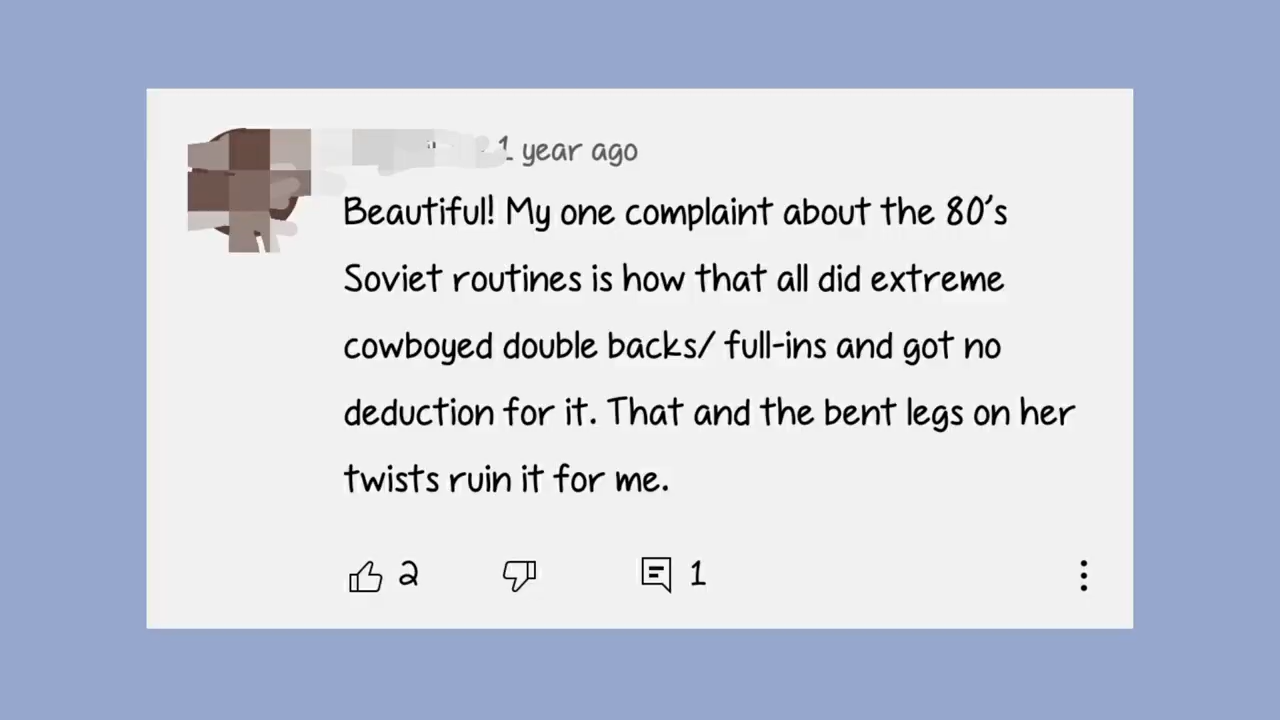 1 year ago
Beautiful! My one complaint about the 80's
Soviet routines is how that all did extreme
cowboyed double backs/ full-ins and got no
deduction for it. That and the bent legs on her
twists ruin it for me.
2 1